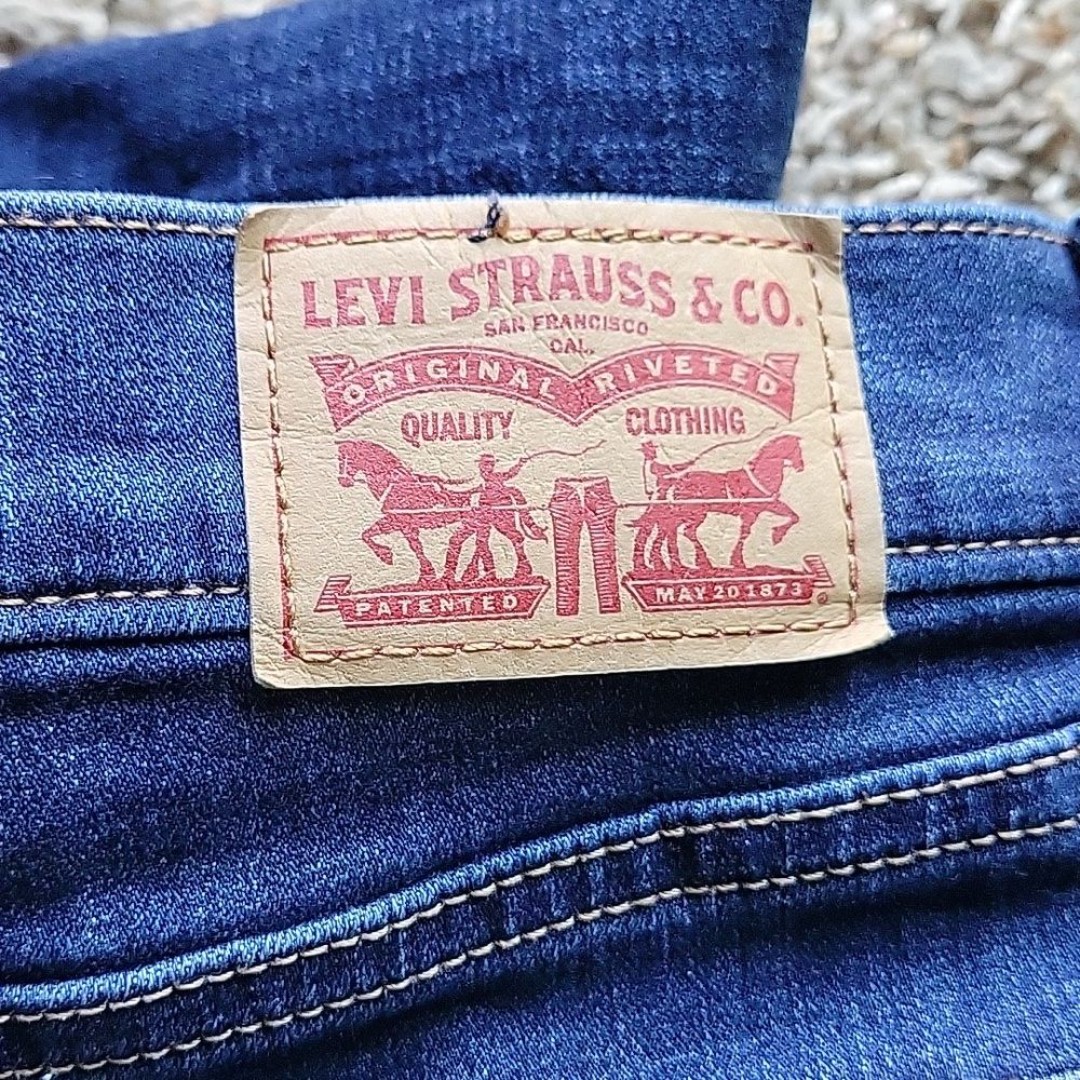 LEVI STRAUSS & CO.
SAN FRANCISCO
CAL.
ORIGINAL RIVETED
QUALITY CLOTHING
PATENTED MAY 20 1873
®